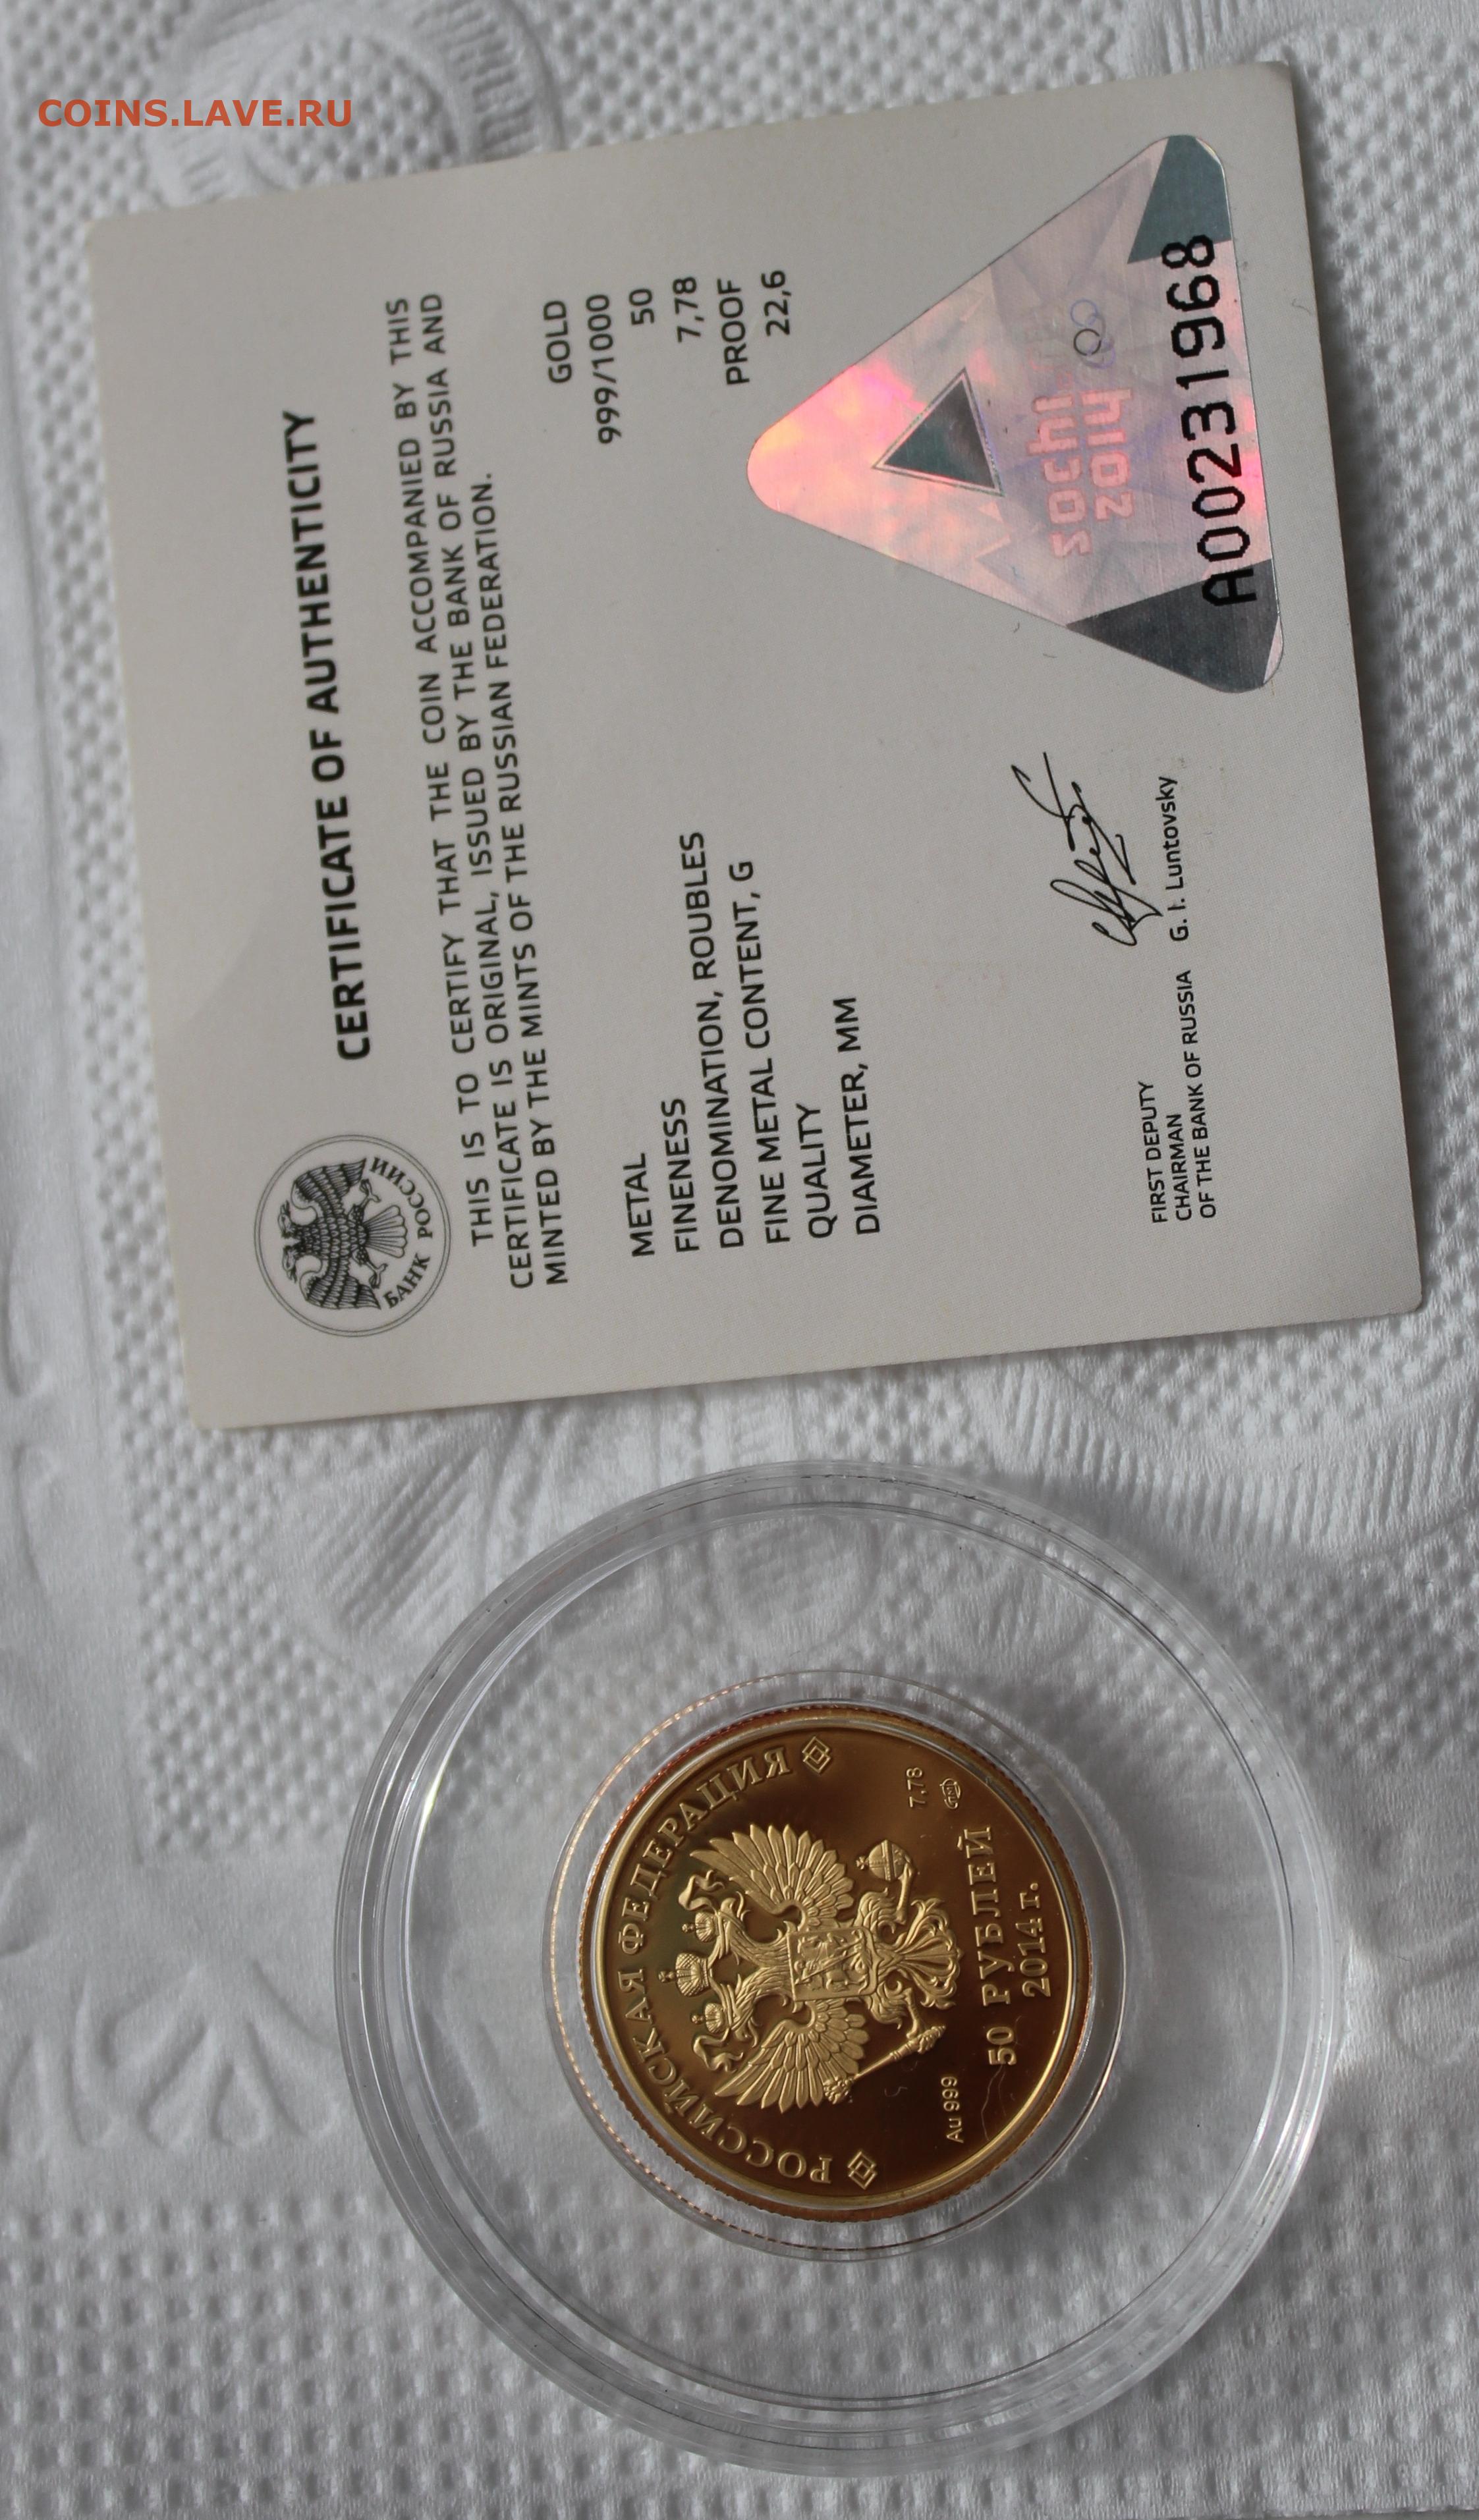 COINS.LAVE.RU
БАНК РОССИИ
CERTIFICATE OF AUTHENTICITY
THIS IS TO CERTIFY THAT THE COIN ACCOMPANIED BY THIS
CERTIFICATE IS ORIGINAL, ISSUED BY THE BANK OF RUSSIA AND
MINTED BY THE MINTS OF THE RUSSIAN FEDERATION.
METAL GOLD
FINENESS 999/1000
DENOMINATION, ROUBLES 50
FINE METAL CONTENT, G 7,78
QUALITY PROOF
DIAMETER, MM 22,6
FIRST DEPUTY
CHAIRMAN
OF THE BANK OF RUSSIA G. I. Luntovsky
sochi
2014
A00231968
РОССИЙСКАЯ ФЕДЕРАЦИЯ
Au 999
7,78
50 РУБЛЕЙ
2014 г.